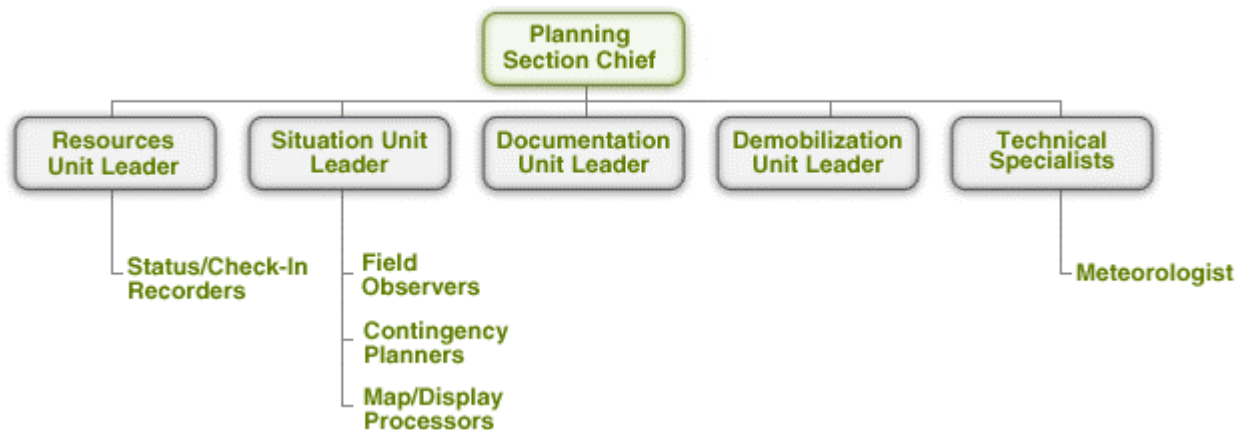 Planning
Section Chief
Resources
Unit Leader
Situation Unit
Leader
Documentation
Unit Leader
Demobilization
Unit Leader
Technical
Specialists
Status/Check-In
Recorders
Field
Observers
Contingency
Planners
Map/Display
Processors
Meteorologist